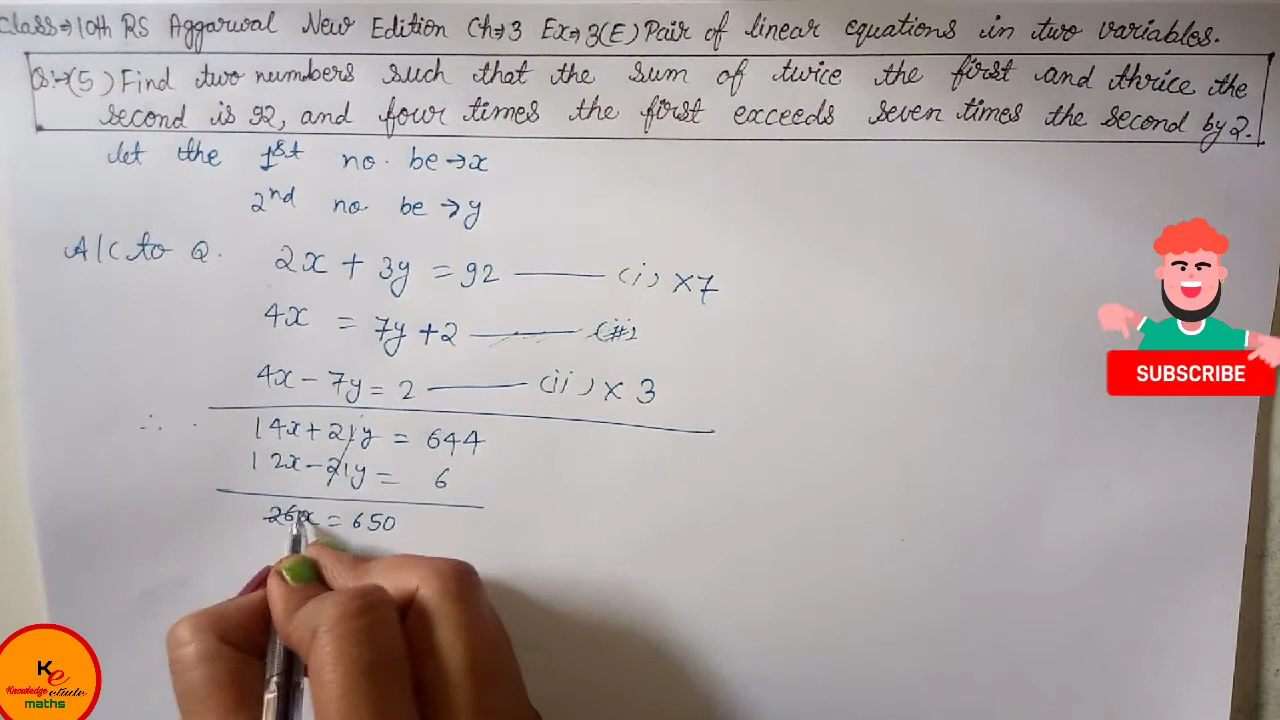 Class⇒10th RS Aggarwal New Edition Ch⇒3 Ex⇒3(E) Pair of linear equations in two variables.
Q:→(5) Find two numbers such that the sum of twice the first and thrice the
second is 92, and four times the first exceeds seven times the second by 2.
let the 1st no. be→x
2nd no be→y
A/C to Q. 2x + 3y = 92 —— (i) ×7
4x = 7y +2 —— (ii)
4x − 7y = 2 —— (ii) × 3
∴ 14x + 21y = 644
12x − 21y = 6
26x = 650
SUBSCRIBE
Ke
Knowledge etude
maths